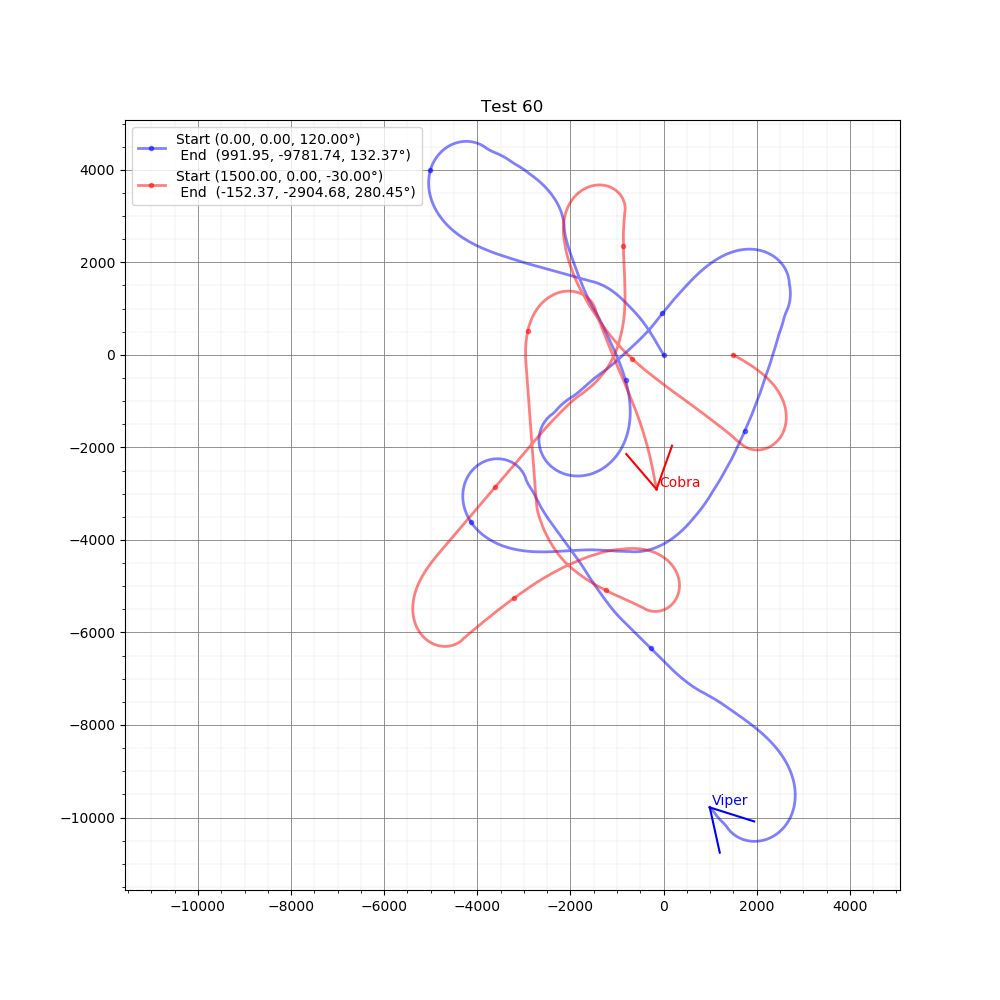 Test 60
Start (0.00, 0.00, 120.00°)
End (991.95, -9781.74, 132.37°)
Start (1500.00, 0.00, -30.00°)
End (-152.37, -2904.68, 280.45°)
4000
2000
0
−2000
−4000
−6000
−8000
−10000
Cobra
Viper
−10000 −8000 −6000 −4000 −2000 0 2000 4000